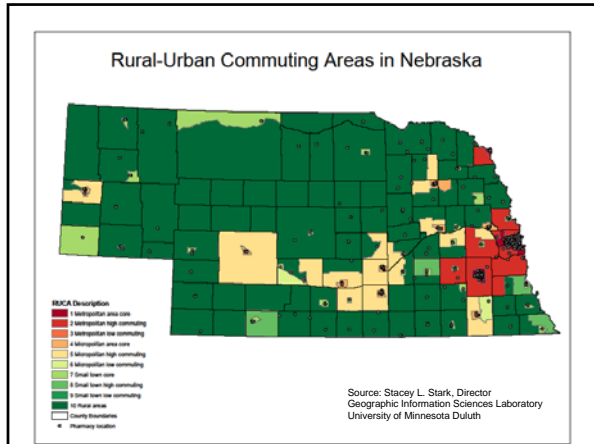 Rural-Urban Commuting Areas in Nebraska
RUCA Description
1 Metropolitan area core
2 Metropolitan high commuting
3 Metropolitan low commuting
4 Micropolitan area core
5 Micropolitan high commuting
6 Micropolitan low commuting
7 Small town core
8 Small town high commuting
9 Small town low commuting
10 Rural areas
County Boundaries
Pharmacy location
Source: Stacey L. Stark, Director
Geographic Information Sciences Laboratory
University of Minnesota Duluth